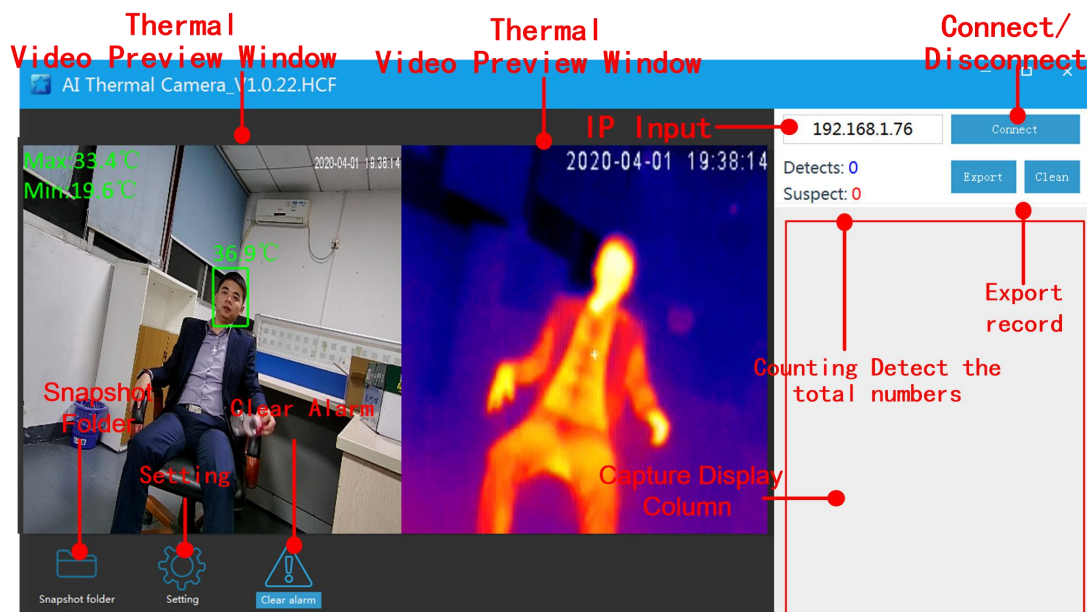 Thermal
Video Preview Window
Thermal
Video Preview Window
Connect/
Disconnect
AI Thermal Camera_V1.0.22.HCF
IP Input
192.168.1.76
Connect
Max:33.4℃
Min:19.6℃
2020-04-01 19:38:14
2020-04-01 19:38:14
Detects: 0
Suspect: 0
Export
Clean
36.9℃
Export
record
Counting Detect the
total numbers
Snapshot
Folder
Clear Alarm
Setting
Capture Display
Column
Snapshot folder
Setting
Clear alarm